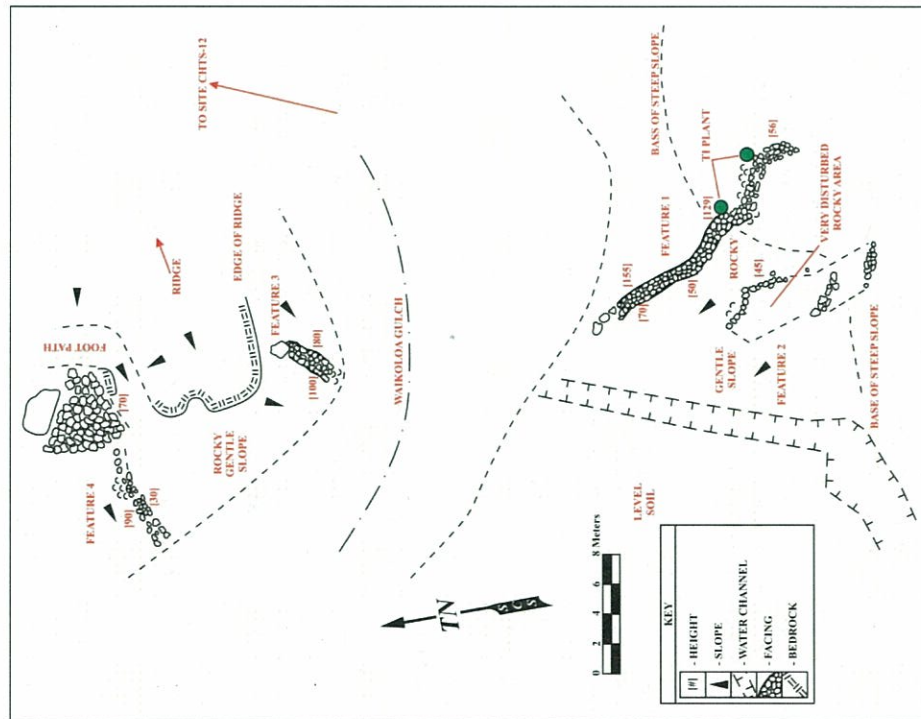 TO SITE CHTS-12
RIDGE
EDGE OF RIDGE
FOOT PATH
FEATURE 3
[80]
[100]
[70]
ROCKY
GENTLE
SLOPE
FEATURE 4
[90]
[30]
WAIKOLOA GULCH
BASS OF STEEP SLOPE
TI PLANT
[56]
[129]
FEATURE 1
[155]
[70]
[50]
ROCKY
[45]
VERY DISTURBED
ROCKY AREA
GENTLE
SLOPE
FEATURE 2
BASE OF STEEP SLOPE
LEVEL
SOIL
TN
SCS
0 2 4 6 8 Meters
KEY
[#] - HEIGHT
- SLOPE
- WATER CHANNEL
- FACING
- BEDROCK